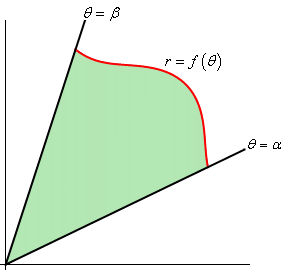 θ = β
r = f (θ)
θ = α